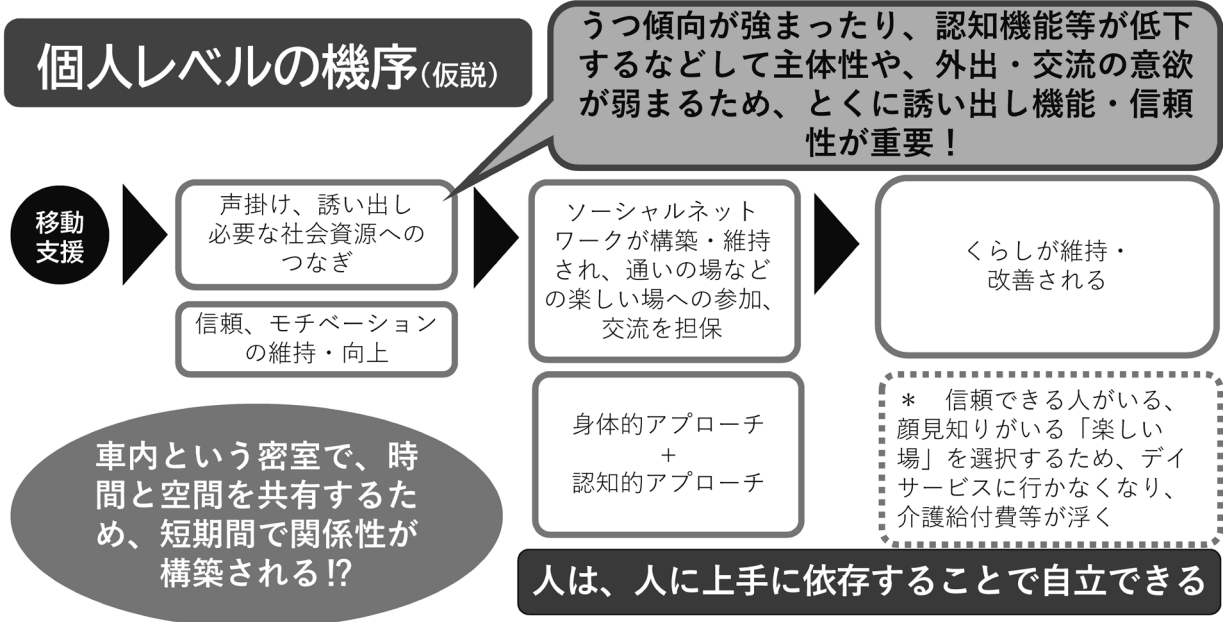 個人レベルの機序(仮説)
うつ傾向が強まったり、認知機能等が低下
するなどして主体性や、外出・交流の意欲
が弱まるため、とくに誘い出し機能・信頼
性が重要！
移動
支援
声掛け、誘い出し
必要な社会資源への
つなぎ
信頼、モチベーション
の維持・向上
ソーシャルネット
ワークが構築・維持
され、通いの場など
の楽しい場への参加、
交流を担保
身体的アプローチ
+
認知的アプローチ
くらしが維持・
改善される
＊　信頼できる人がいる、
顔見知りがいる「楽しい
場」を選択するため、デイ
サービスに行かなくなり、
介護給付費等が浮く
車内という密室で、時
間と空間を共有するた
め、短期間で関係性が
構築される!?
人は、人に上手に依存することで自立できる